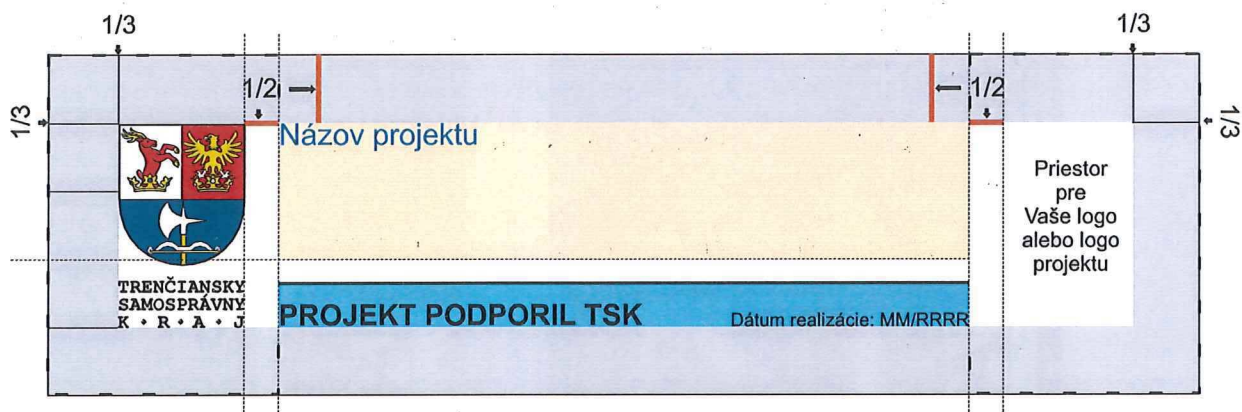 1/3
1/3
1/2
1/2
1/3
1/3
Názov projektu
Priestor
pre
Vaše logo
alebo logo
projektu
TRENČIANSKY
SAMOSPRÁVNY
K · R · A · J
PROJEKT PODPORIL TSK
Dátum realizácie: MM/RRRR